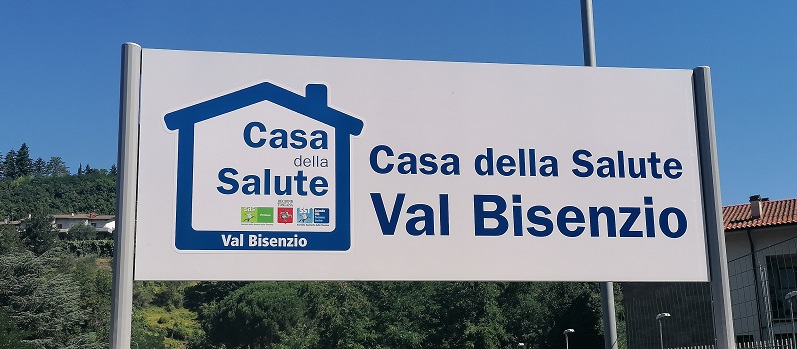 Casa
della
Salute
Val Bisenzio
Casa della Salute
Val Bisenzio